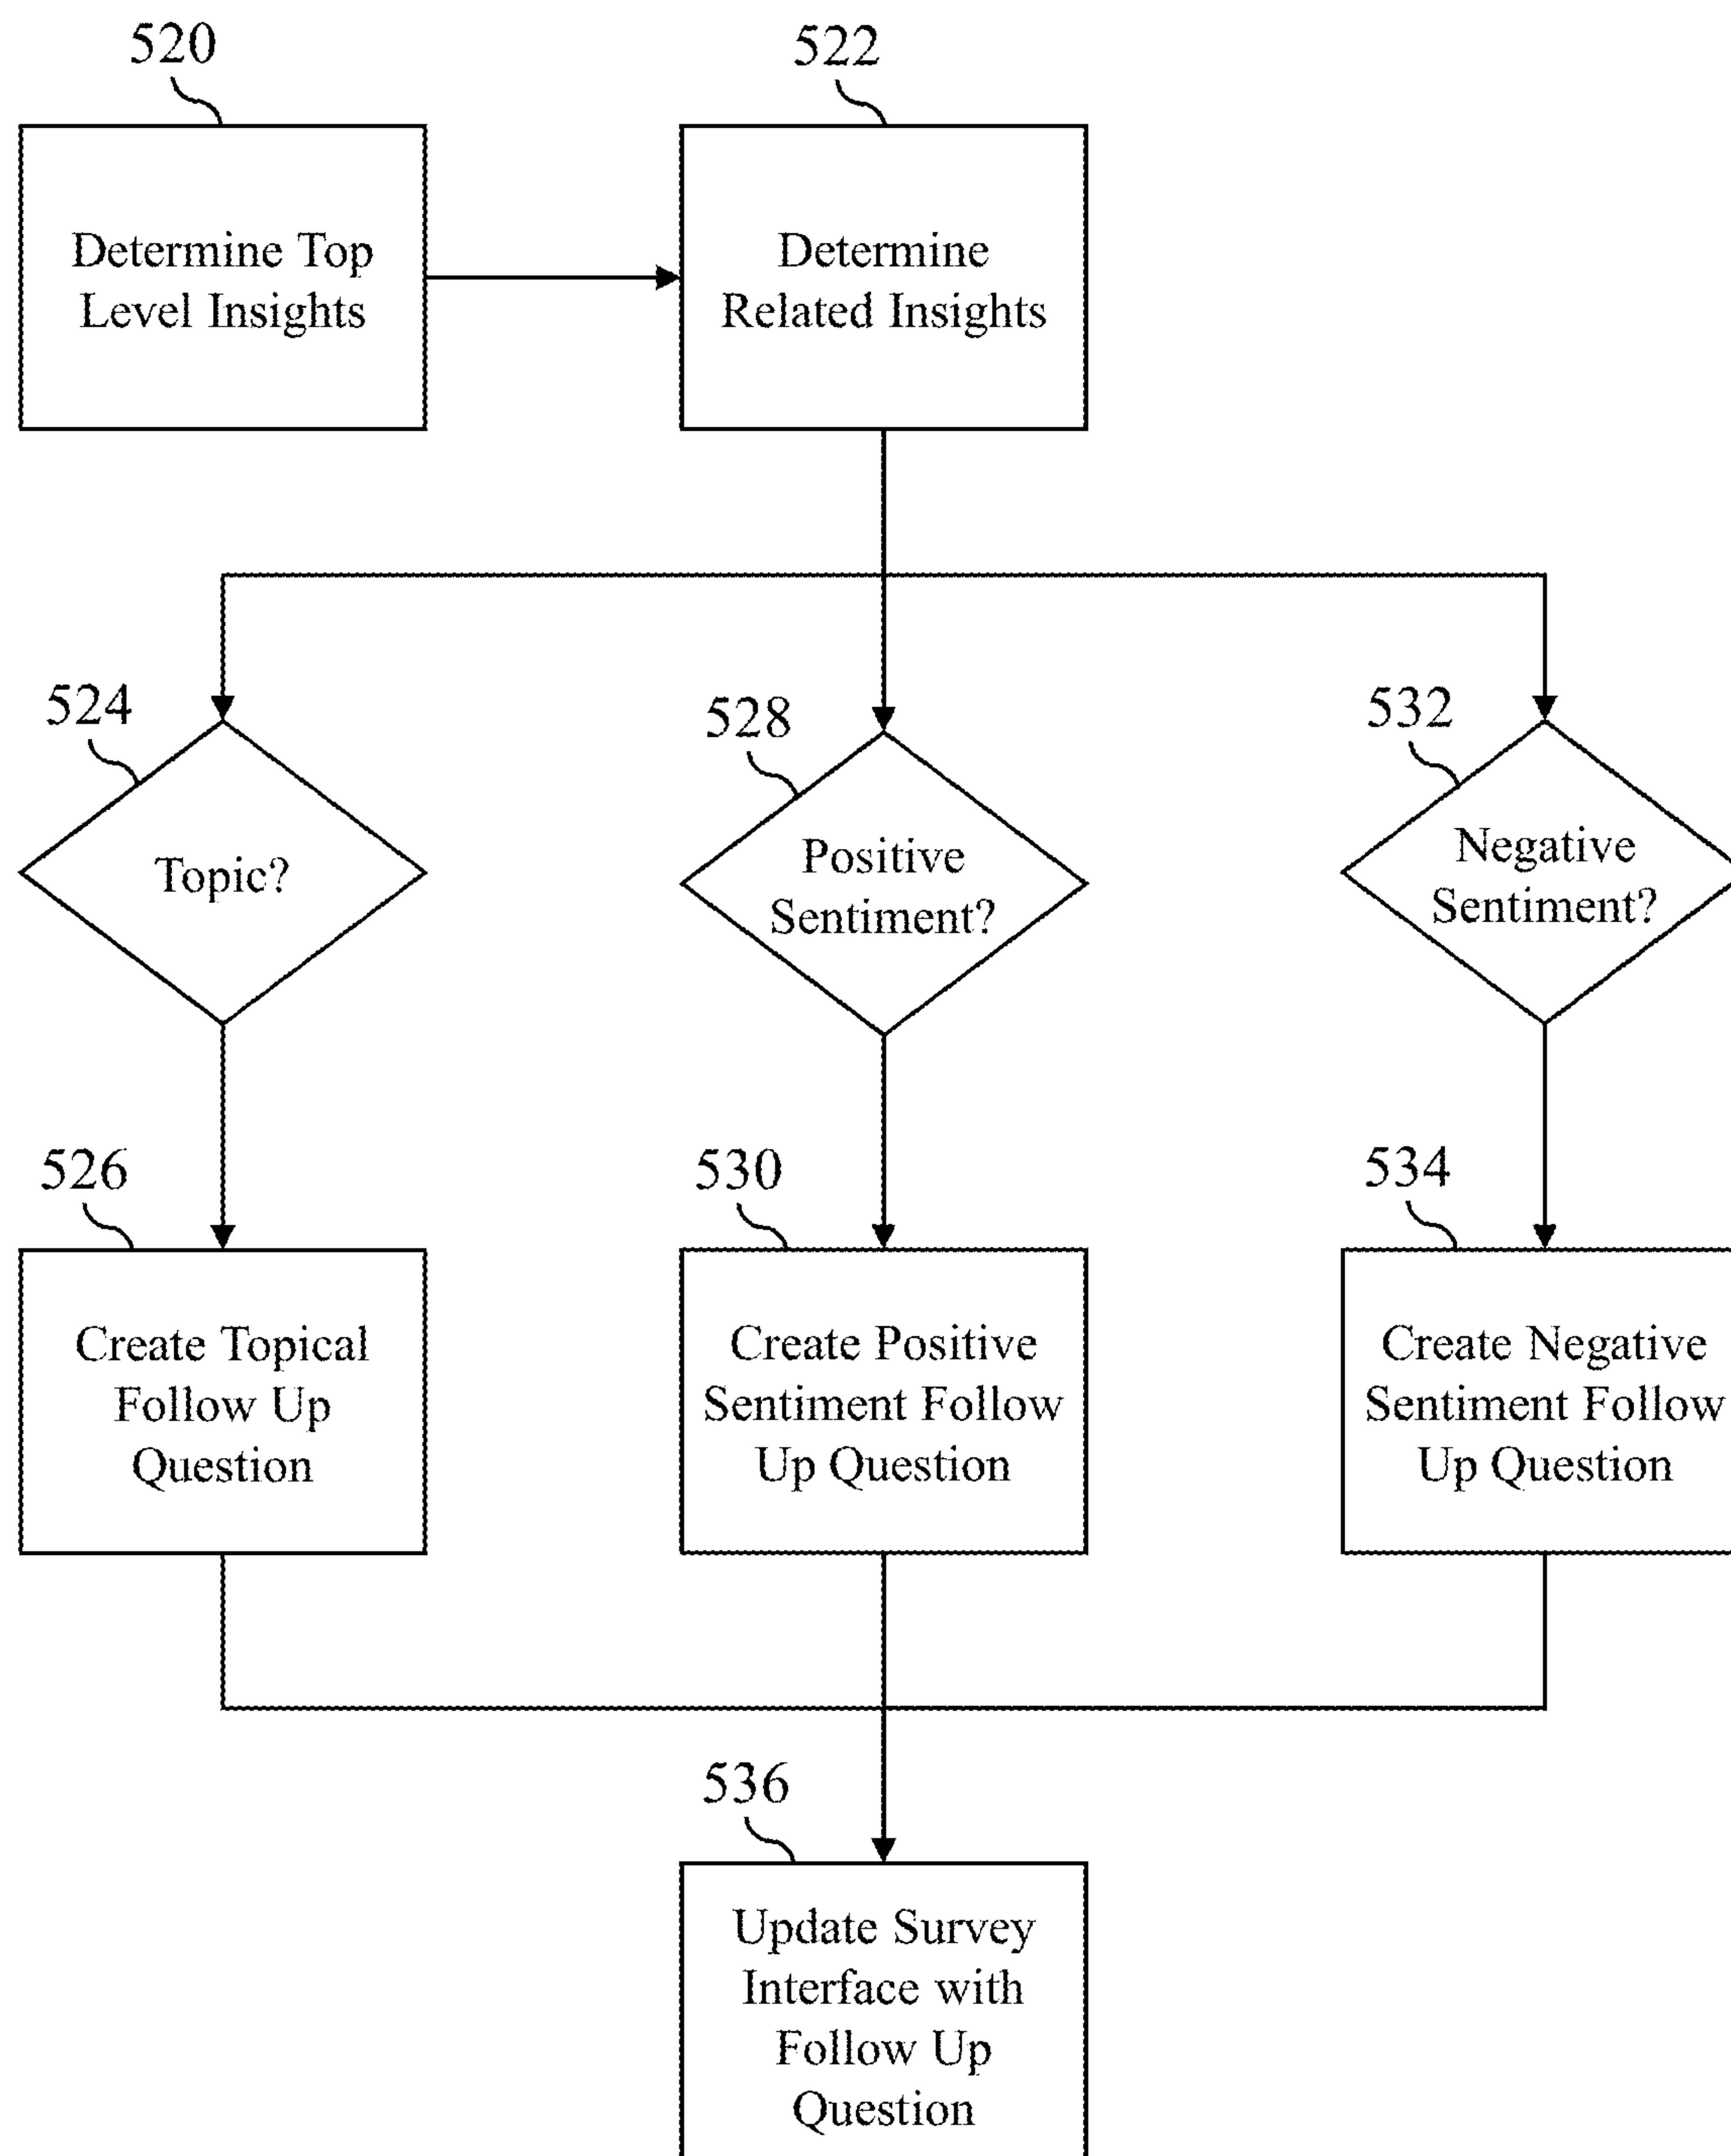 520
Determine Top
Level Insights
522
Determine
Related Insights
524
Topic?
528
Positive
Sentiment?
532
Negative
Sentiment?
526
Create Topical
Follow Up
Question
530
Create Positive
Sentiment Follow
Up Question
534
Create Negative
Sentiment Follow
Up Question
536
Update Survey
Interface with
Follow Up
Question